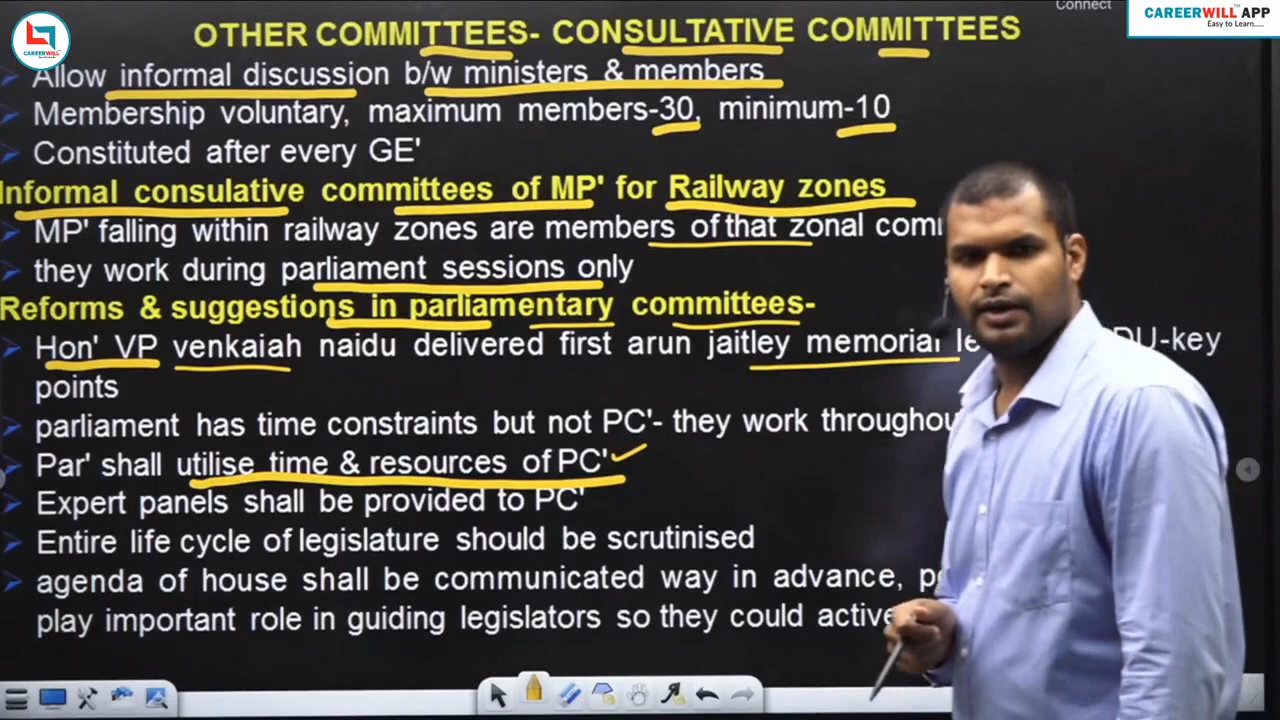 Connect
CAREERWILL APP
Easy to Learn.....
CAREERWILL
OTHER COMMITTEES- CONSULTATIVE COMMITTEES
Allow informal discussion b/w ministers & members
Membership voluntary, maximum members-30, minimum-10
Constituted after every GE'
Informal consulative committees of MP' for Railway zones
MP' falling within railway zones are members of that zonal
they work during parliament sessions only
Reforms & suggestions in parliamentary committees-
Hon' VP venkaiah naidu delivered first arun jaitley memorial DU-key
points
parliament has time constraints but not PC'- they work
Par' shall utilise time & resources of PC'
Expert panels shall be provided to PC'
Entire life cycle of legislature should be scrutinised
agenda of house shall be communicated way in advance,
play important role in guiding legislators so they could